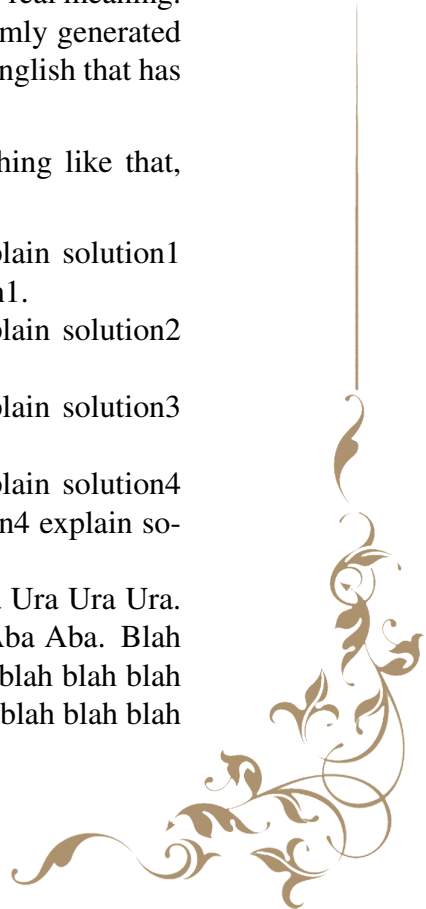 real meaning.
mly generated
nglish that has
hing like that,
plain solution1
n1.
plain solution2
plain solution3
plain solution4
n4 explain so-
Ura Ura Ura.
Aba Aba. Blah
blah blah blah
blah blah blah